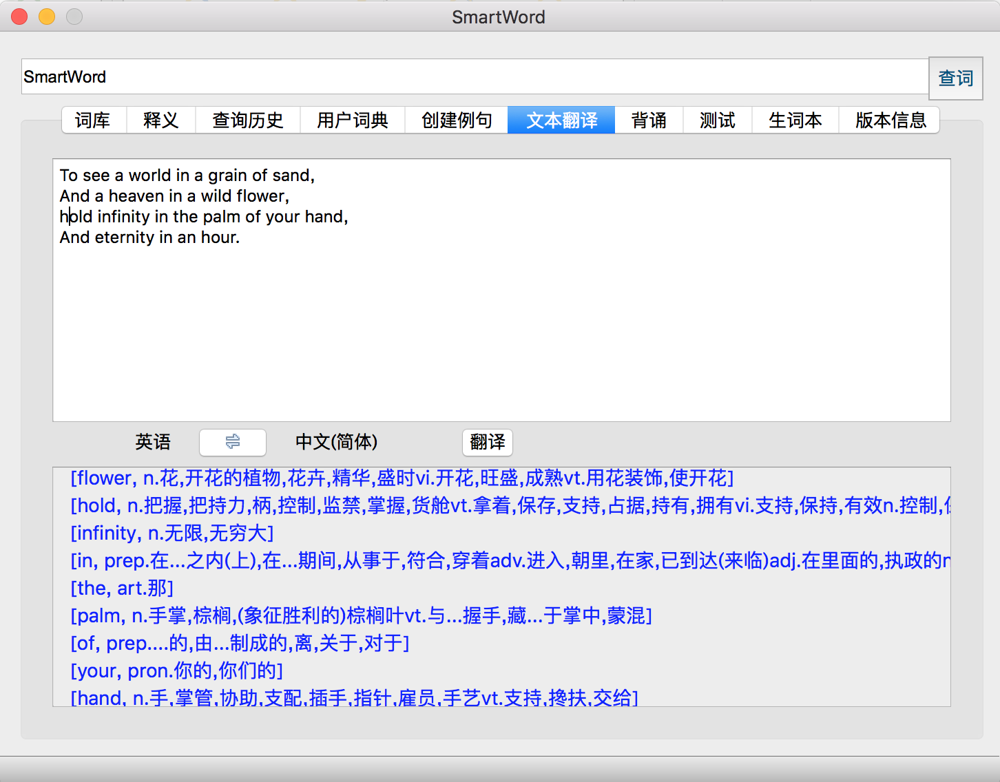 SmartWord
SmartWord
查词
词库 释义 查询历史 用户词典 创建例句 文本翻译 背诵 测试 生词本 版本信息
To see a world in a grain of sand,
And a heaven in a wild flower,
hold infinity in the palm of your hand,
And eternity in an hour.
英语 中文(简体) 翻译
[flower, n.花,开花的植物,花卉,精华,盛时vi.开花,旺盛,成熟vt.用花装饰,使开花]
[hold, n.把握,把持力,柄,控制,监禁,掌握,货舱vt.拿着,保存,支持,占据,持有,拥有vi.支持,保持,有效n.控制,
[infinity, n.无限,无穷大]
[in, prep.在...之内(上),在...期间,从事于,符合,穿着adv.进入,朝里,在家,已到达(来临)adj.在里面的,执政的n
[the, art.那]
[palm, n.手掌,棕榈,(象征胜利的)棕榈叶vt.与...握手,藏...于掌中,蒙混]
[of, prep....的,由...制成的,离,关于,对于]
[your, pron.你的,你们的]
[hand, n.手,掌管,协助,支配,插手,指针,雇员,手艺vt.支持,搀扶,交给]